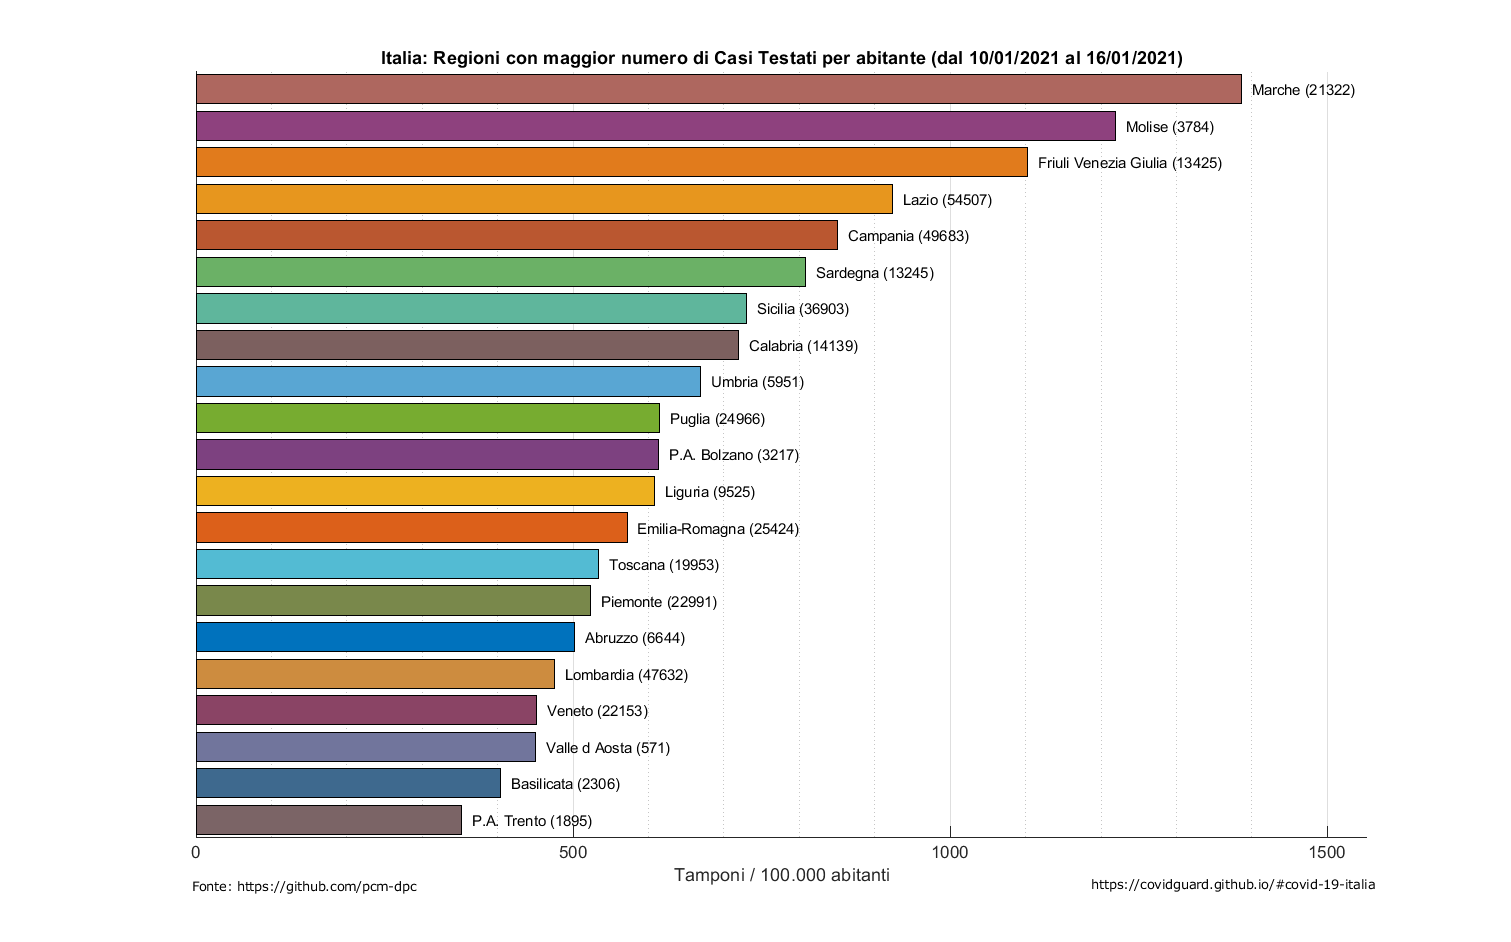 Italia: Regioni con maggior numero di Casi Testati per abitante (dal 10/01/2021 al 16/01/2021)
Marche (21322)
Molise (3784)
Friuli Venezia Giulia (13425)
Lazio (54507)
Campania (49683)
Sardegna (13245)
Sicilia (36903)
Calabria (14139)
Umbria (5951)
Puglia (24966)
P.A. Bolzano (3217)
Liguria (9525)
Emilia-Romagna (25424)
Toscana (19953)
Piemonte (22991)
Abruzzo (6644)
Lombardia (47632)
Veneto (22153)
Valle d Aosta (571)
Basilicata (2306)
P.A. Trento (1895)
0 500 1000 1500
Tamponi / 100.000 abitanti
Fonte: https://github.com/pcm-dpc
https://covidguard.github.io/#covid-19-italia